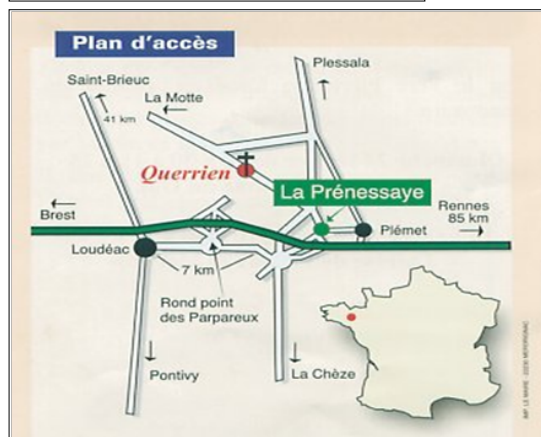 Plan d'accès
Plessala
Saint-Brieuc
La Motte
41 km
Querrien
La Prénessaye
Rennes
85 km
Brest
Plémet
Loudéac
7 km
Rond point
des Parpareux
Pontivy
La Chèze